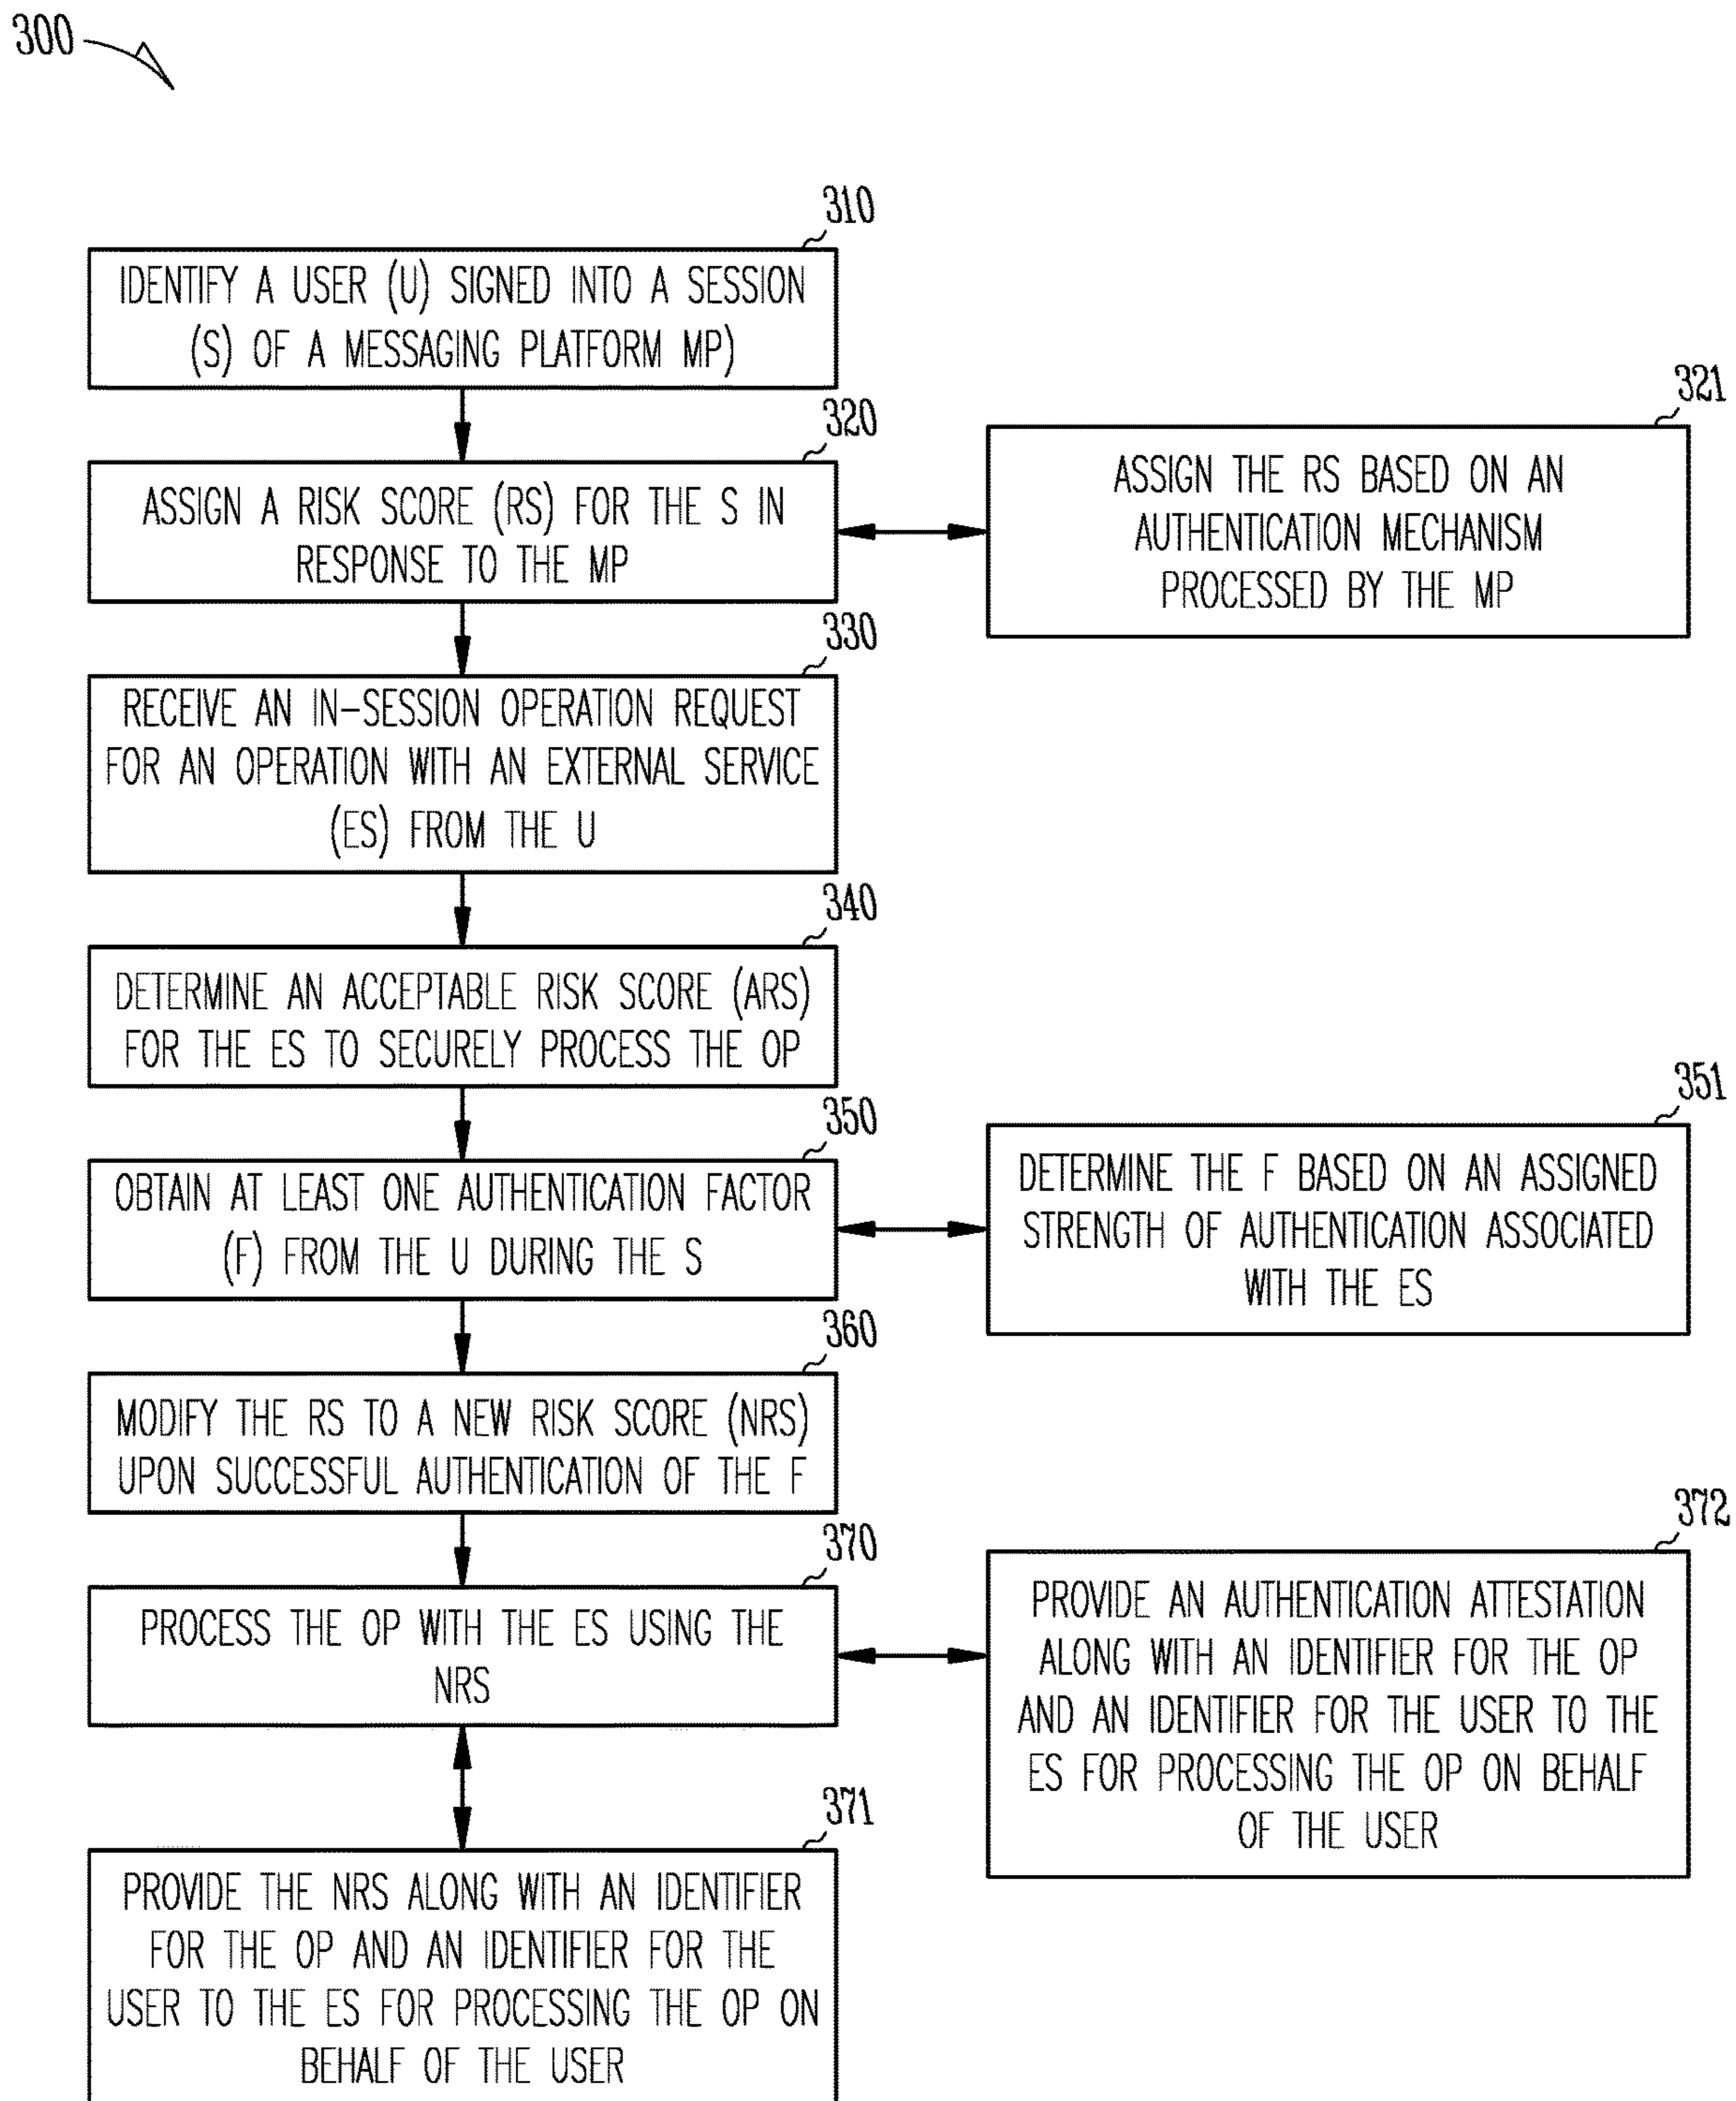 300
310
IDENTIFY A USER (U) SIGNED INTO A SESSION
(S) OF A MESSAGING PLATFORM MP)
320
ASSIGN A RISK SCORE (RS) FOR THE S IN
RESPONSE TO THE MP
321
ASSIGN THE RS BASED ON AN
AUTHENTICATION MECHANISM
PROCESSED BY THE MP
330
RECEIVE AN IN-SESSION OPERATION REQUEST
FOR AN OPERATION WITH AN EXTERNAL SERVICE
(ES) FROM THE U
340
DETERMINE AN ACCEPTABLE RISK SCORE (ARS)
FOR THE ES TO SECURELY PROCESS THE OP
350
OBTAIN AT LEAST ONE AUTHENTICATION FACTOR
(F) FROM THE U DURING THE S
351
DETERMINE THE F BASED ON AN ASSIGNED
STRENGTH OF AUTHENTICATION ASSOCIATED
WITH THE ES
360
MODIFY THE RS TO A NEW RISK SCORE (NRS)
UPON SUCCESSFUL AUTHENTICATION OF THE F
370
PROCESS THE OP WITH THE ES USING THE
NRS
372
PROVIDE AN AUTHENTICATION ATTESTATION
ALONG WITH AN IDENTIFIER FOR THE OP
AND AN IDENTIFIER FOR THE USER TO THE
ES FOR PROCESSING THE OP ON BEHALF
OF THE USER
371
PROVIDE THE NRS ALONG WITH AN IDENTIFIER
FOR THE OP AND AN IDENTIFIER FOR THE
USER TO THE ES FOR PROCESSING THE OP ON
BEHALF OF THE USER